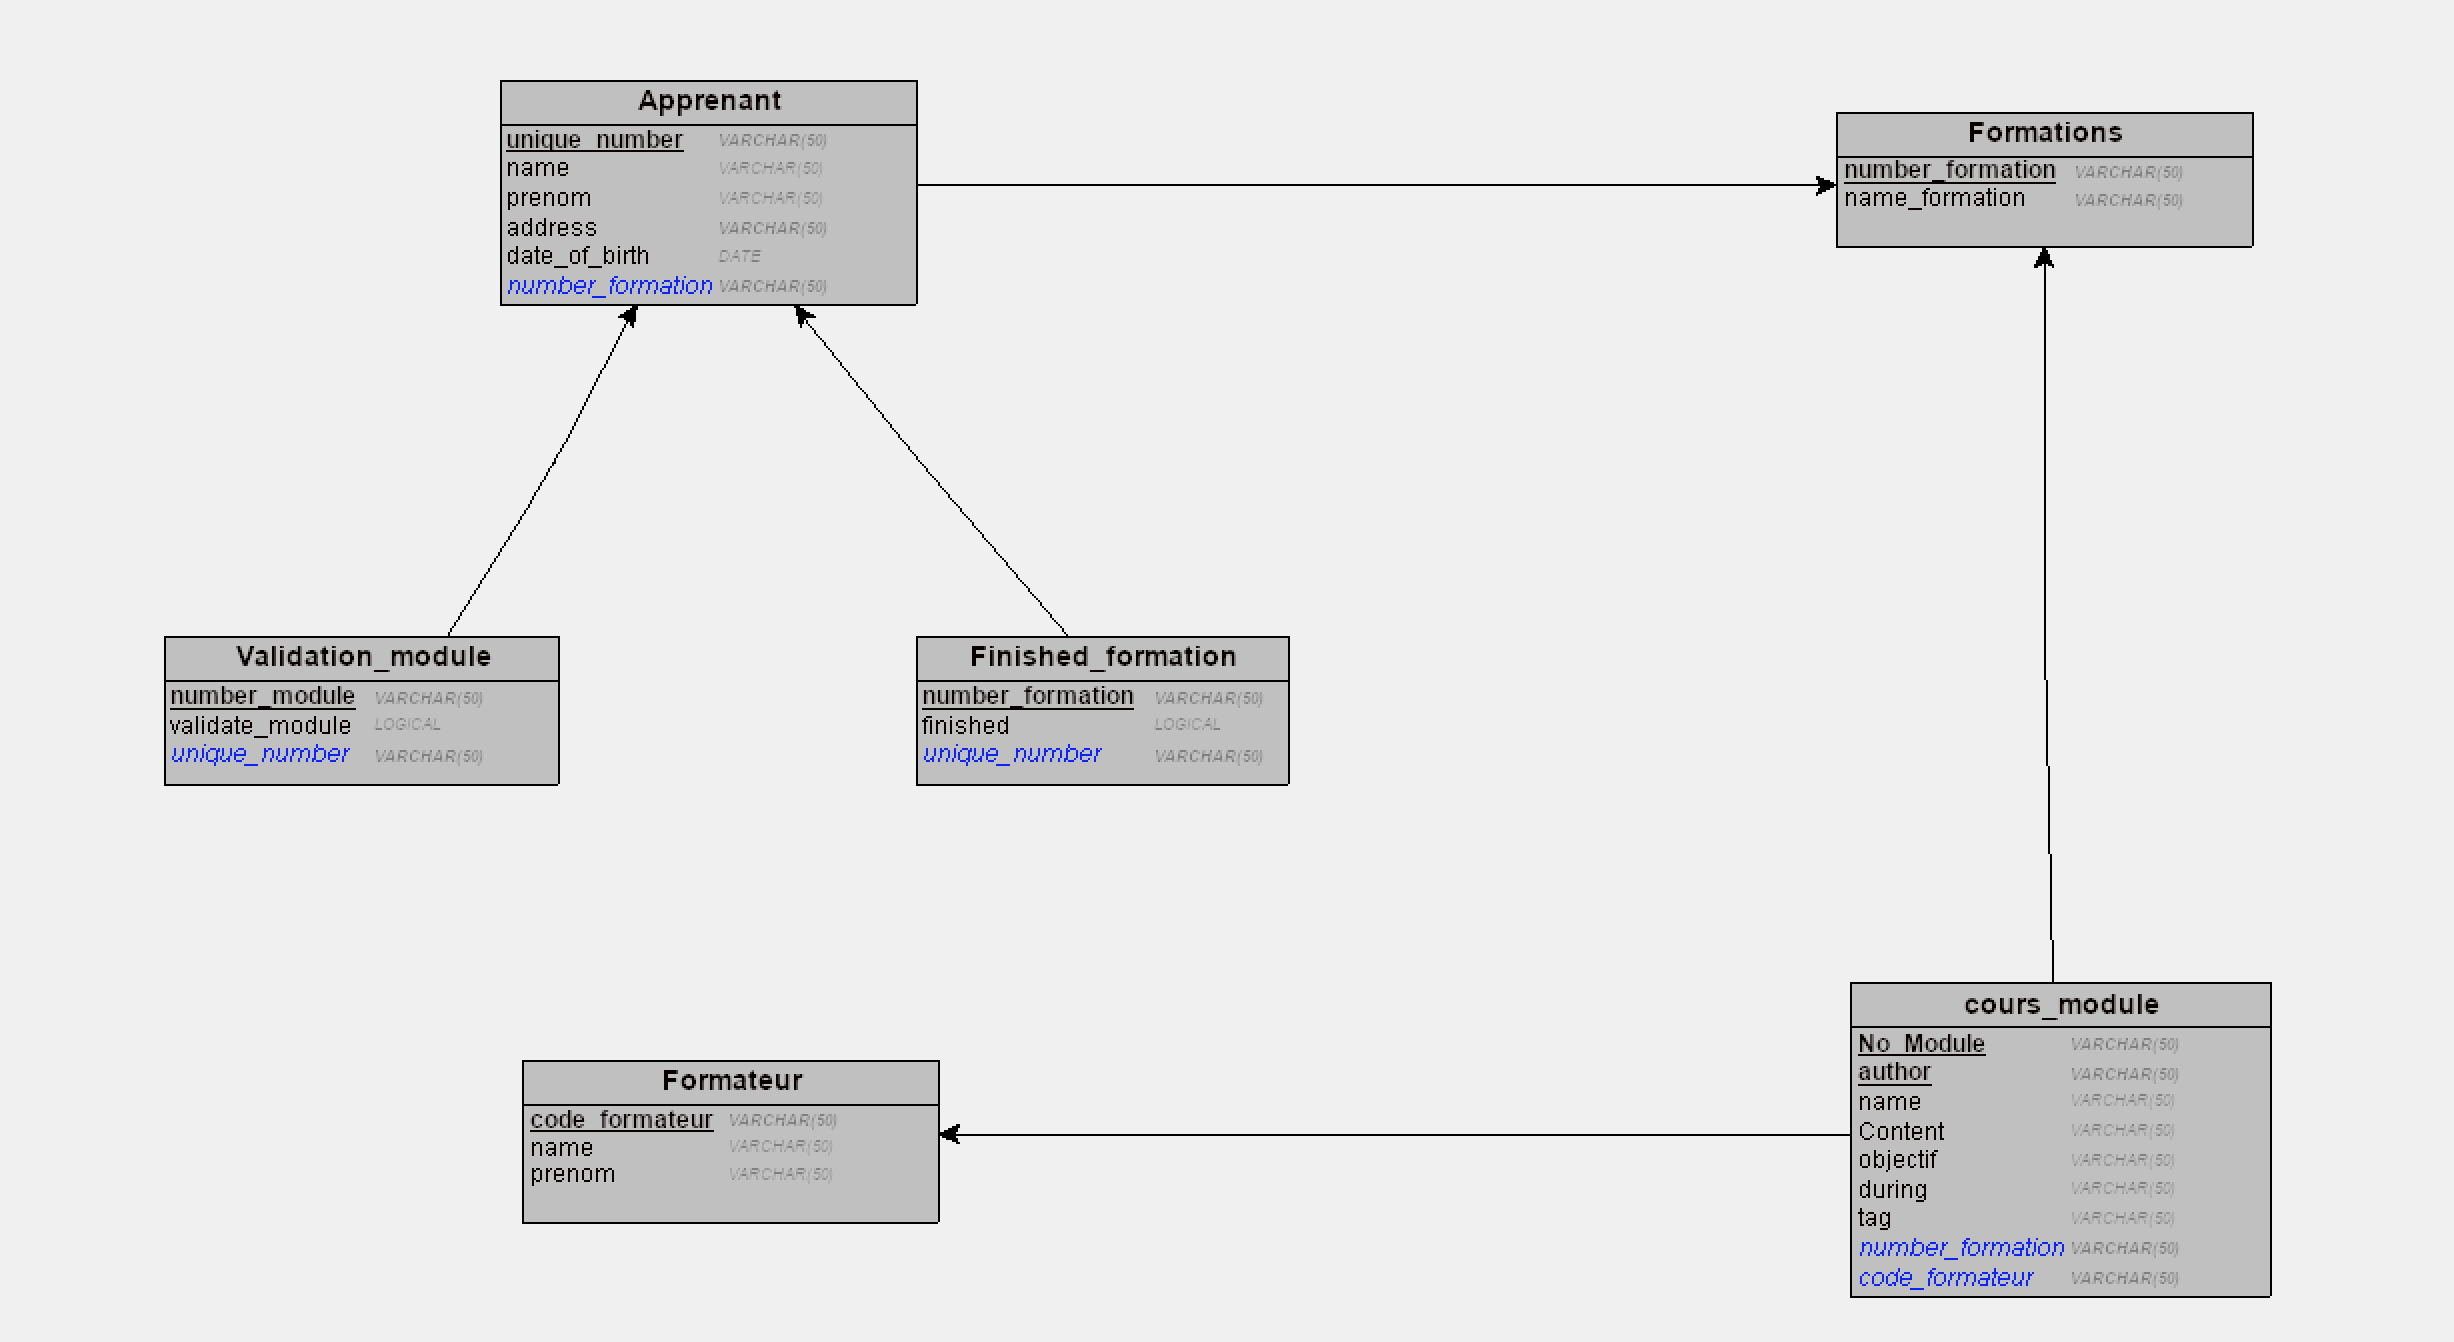 Apprenant
unique_number VARCHAR(50)
name VARCHAR(50)
prenom VARCHAR(50)
address VARCHAR(50)
date_of_birth DATE
number_formation VARCHAR(50)
Formations
number_formation VARCHAR(50)
name_formation VARCHAR(50)
Validation_module
number_module VARCHAR(50)
validate_module LOGICAL
unique_number VARCHAR(50)
Finished_formation
number_formation VARCHAR(50)
finished LOGICAL
unique_number VARCHAR(50)
Formateur
code_formateur VARCHAR(50)
name VARCHAR(50)
prenom VARCHAR(50)
cours_module
No_Module VARCHAR(50)
author VARCHAR(50)
name VARCHAR(50)
Content VARCHAR(50)
objectif VARCHAR(50)
during VARCHAR(50)
tag VARCHAR(50)
number_formation VARCHAR(50)
code_formateur VARCHAR(50)